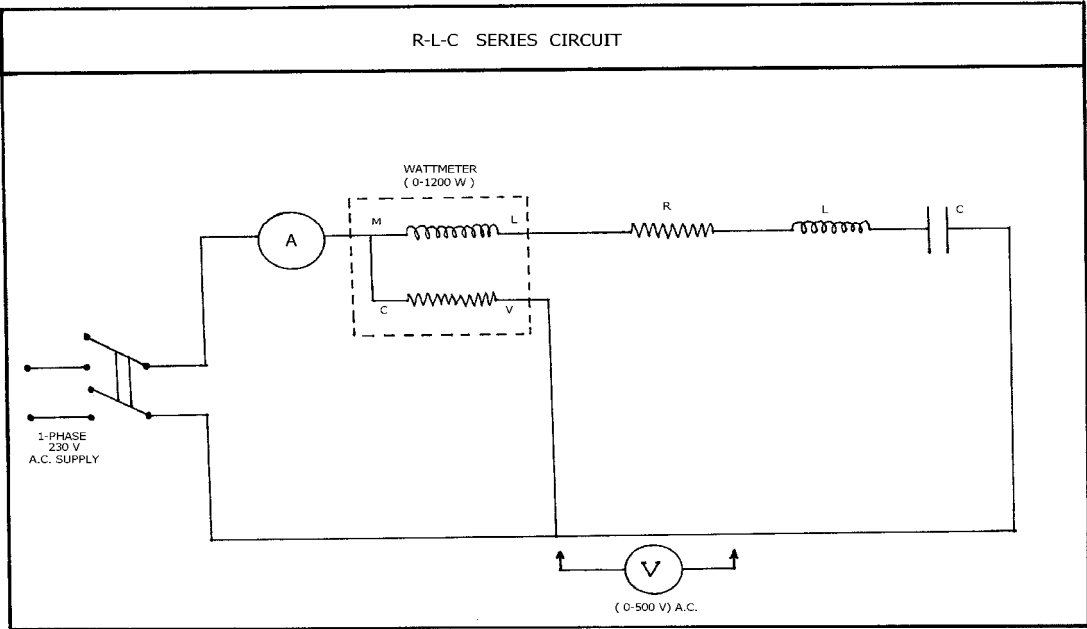 R-L-C SERIES CIRCUIT
WATTMETER
( 0-1200 W )
M
L
R
L
C
A
C
V
1-PHASE
230 V
A.C. SUPPLY
V
( 0-500 V) A.C.